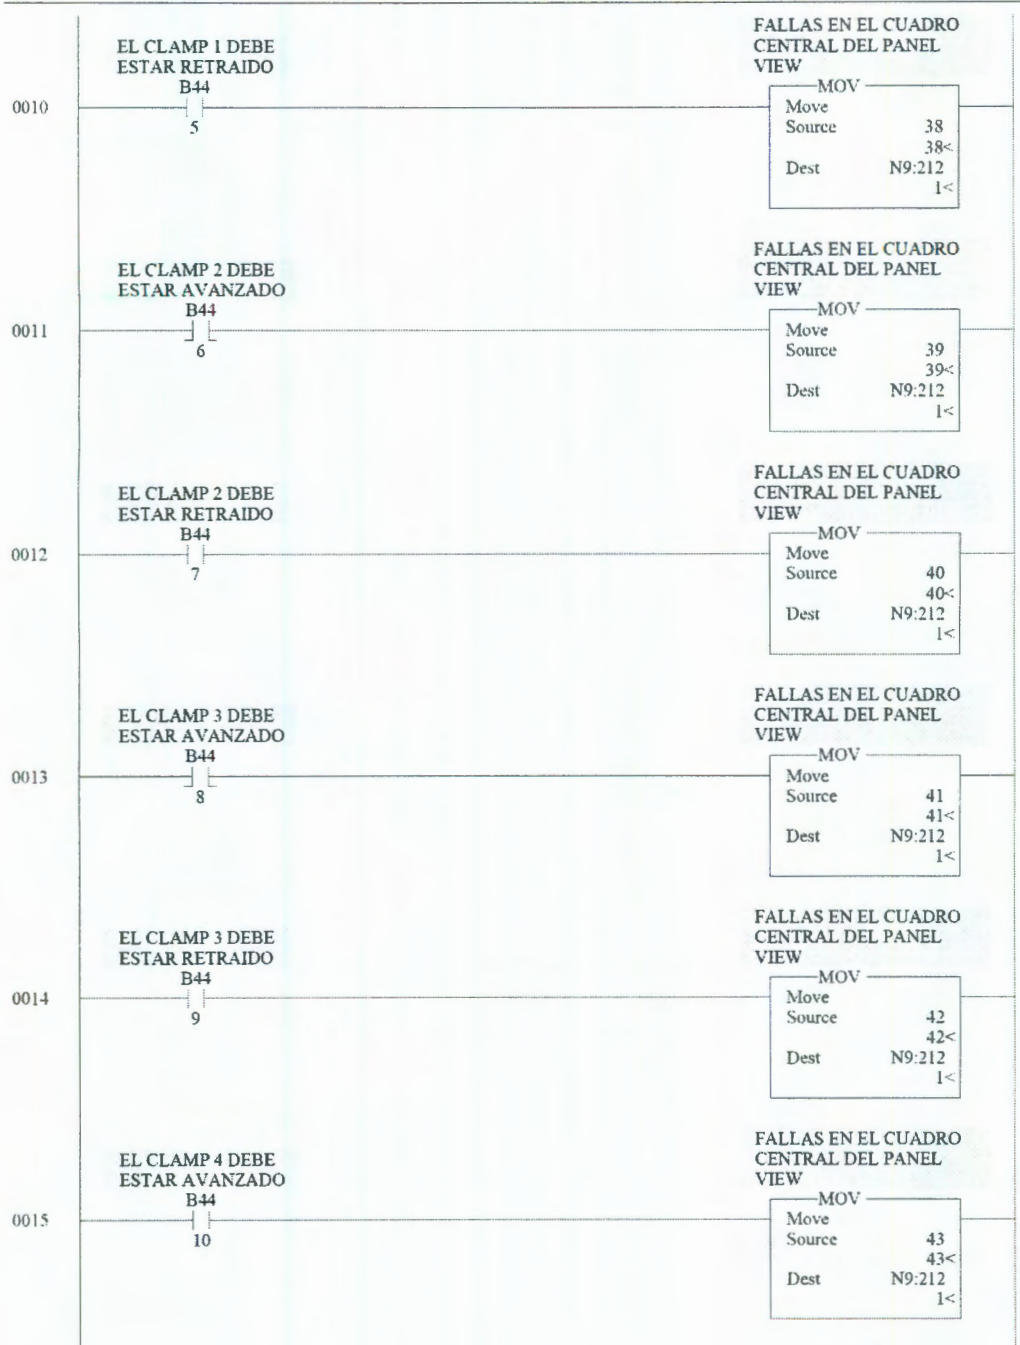 EL CLAMP 1 DEBE
ESTAR RETRAIDO
B44
5
0010
FALLAS EN EL CUADRO
CENTRAL DEL PANEL
VIEW
MOV
Move
Source 38
38<
Dest N9:212
1<
EL CLAMP 2 DEBE
ESTAR AVANZADO
B44
6
0011
FALLAS EN EL CUADRO
CENTRAL DEL PANEL
VIEW
MOV
Move
Source 39
39<
Dest N9:212
1<
EL CLAMP 2 DEBE
ESTAR RETRAIDO
B44
7
0012
FALLAS EN EL CUADRO
CENTRAL DEL PANEL
VIEW
MOV
Move
Source 40
40<
Dest N9:212
1<
EL CLAMP 3 DEBE
ESTAR AVANZADO
B44
8
0013
FALLAS EN EL CUADRO
CENTRAL DEL PANEL
VIEW
MOV
Move
Source 41
41<
Dest N9:212
1<
EL CLAMP 3 DEBE
ESTAR RETRAIDO
B44
9
0014
FALLAS EN EL CUADRO
CENTRAL DEL PANEL
VIEW
MOV
Move
Source 42
42<
Dest N9:212
1<
EL CLAMP 4 DEBE
ESTAR AVANZADO
B44
10
0015
FALLAS EN EL CUADRO
CENTRAL DEL PANEL
VIEW
MOV
Move
Source 43
43<
Dest N9:212
1<